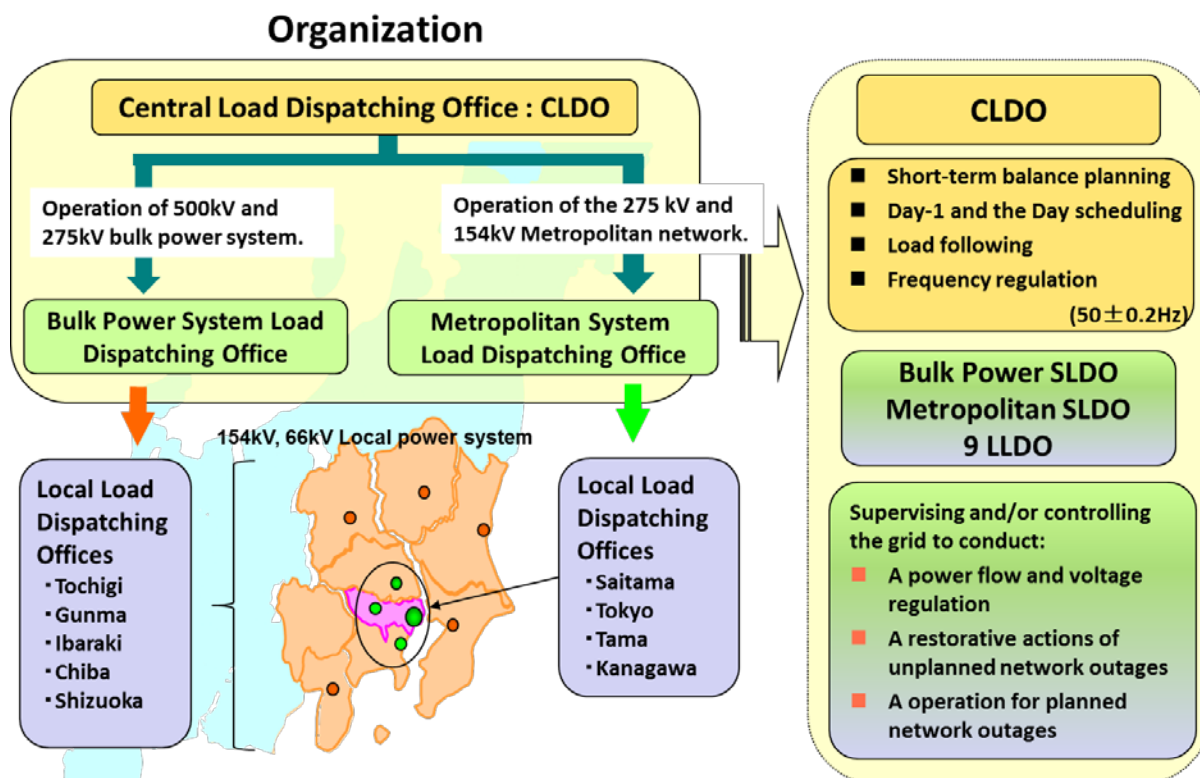 Organization
Central Load Dispatching Office : CLDO
Operation of 500kV and
275kV bulk power system.
Operation of the 275 kV and
154kV Metropolitan network.
Bulk Power System Load
Dispatching Office
Metropolitan System
Load Dispatching Office
154kV, 66kV Local power system
Local Load
Dispatching
Offices
・Tochigi
・Gunma
・Ibaraki
・Chiba
・Shizuoka
Local Load
Dispatching
Offices
・Saitama
・Tokyo
・Tama
・Kanagawa
CLDO
■ Short-term balance planning
■ Day-1 and the Day scheduling
■ Load following
■ Frequency regulation
(50±0.2Hz)
Bulk Power SLDO
Metropolitan SLDO
9 LLDO
Supervising and/or controlling
the grid to conduct:
■ A power flow and voltage
regulation
■ A restorative actions of
unplanned network outages
■ A operation for planned
network outages